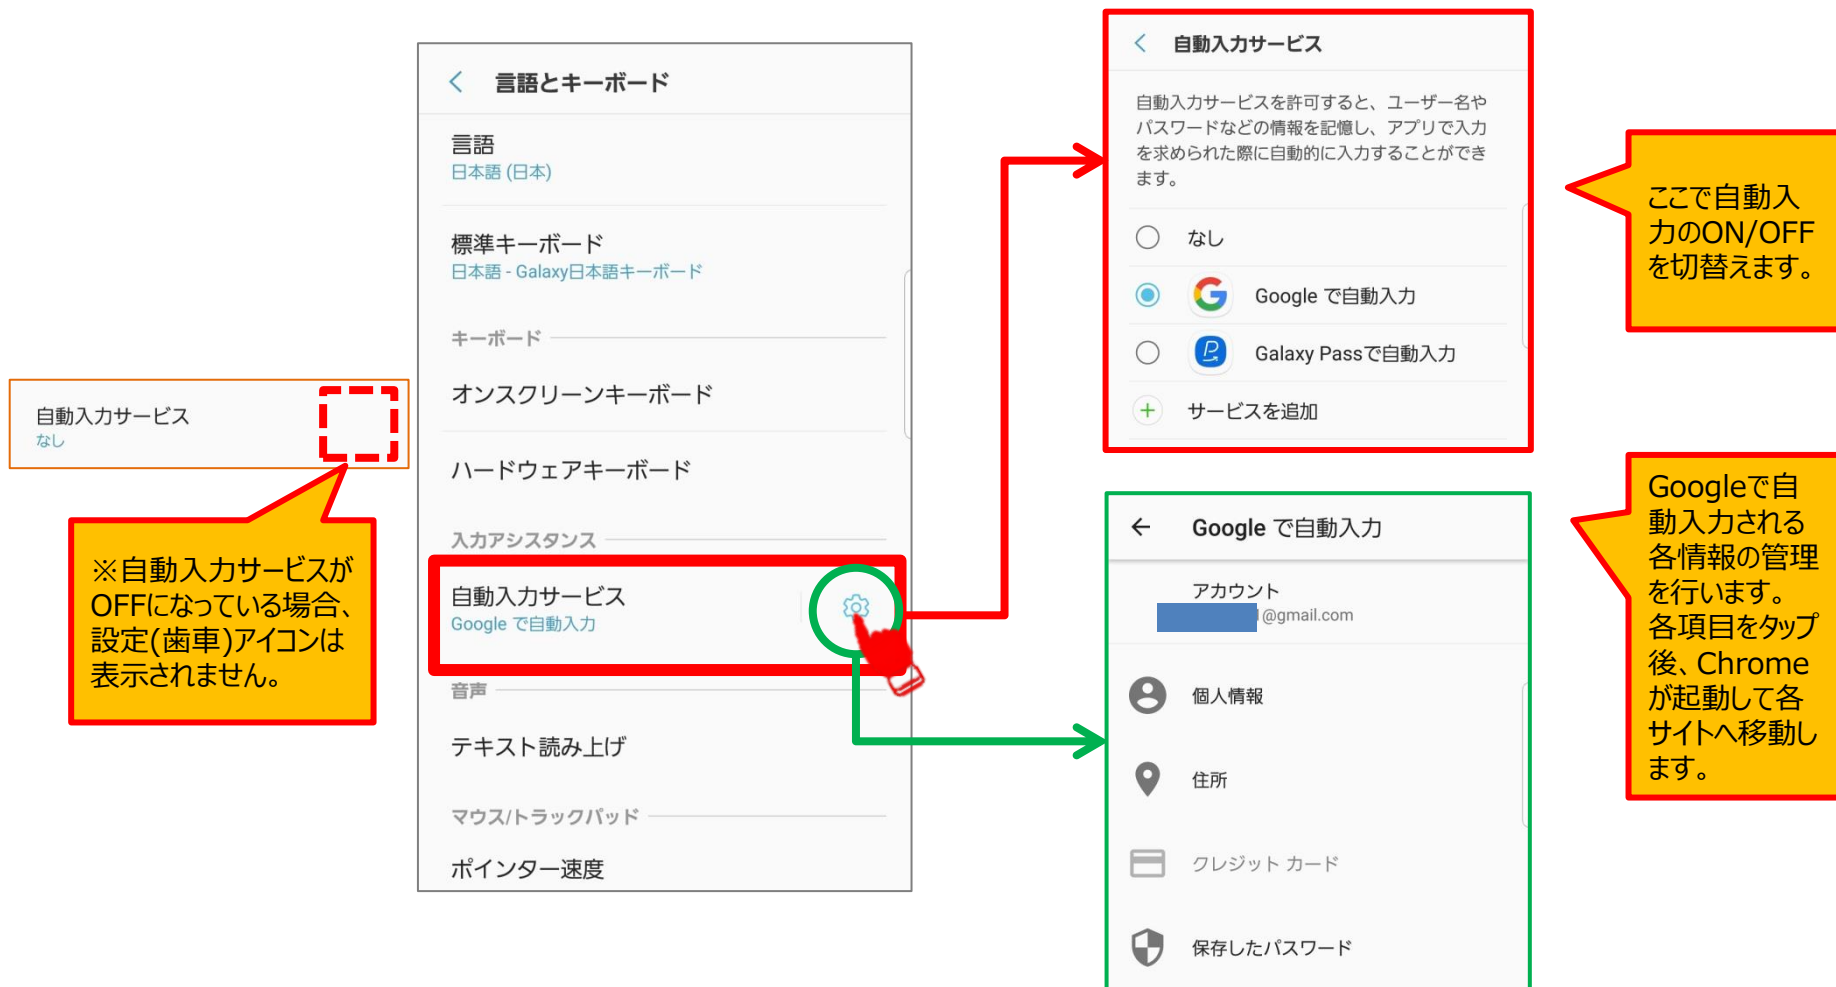 自動入力サービス
なし
※自動入力サービスが
OFFになっている場合、
設定(歯車)アイコンは
表示されません。
言語とキーボード
言語
日本語 (日本)
標準キーボード
日本語 - Galaxy日本語キーボード
キーボード
オンスクリーンキーボード
ハードウェアキーボード
入力アシスタンス
自動入力サービス
Google で自動入力
音声
テキスト読み上げ
マウス/トラックパッド
ポインター速度
自動入力サービス
自動入力サービスを許可すると、ユーザー名や
パスワードなどの情報を記憶し、アプリで入力
を求められた際に自動的に入力することができ
ます。
なし
Google で自動入力
Galaxy Passで自動入力
サービスを追加
ここで自動入
力のON/OFF
を切替えます。
Google で自動入力
アカウント
@gmail.com
個人情報
住所
クレジット カード
保存したパスワード
Googleで自
動入力される
各情報の管理
を行います。
各項目をタップ
後、Chrome
が起動して各
サイトへ移動し
ます。